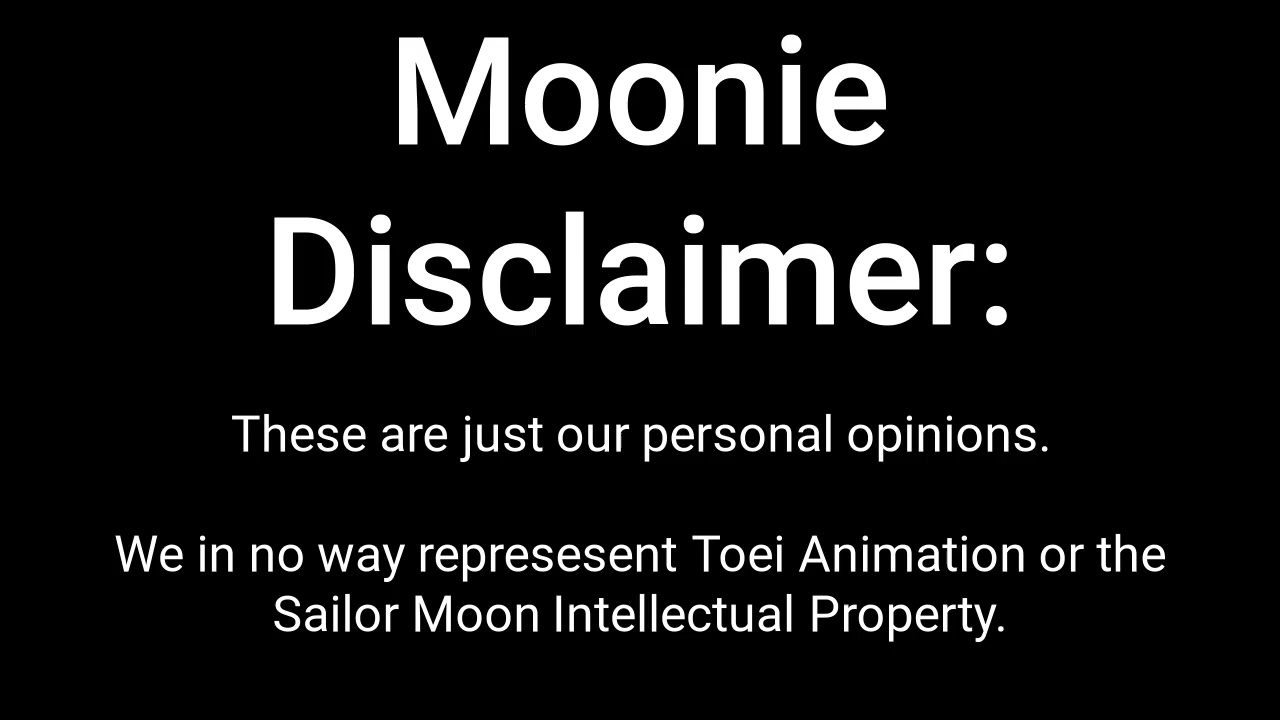 Moonie
Disclaimer:
These are just our personal opinions.
We in no way represesent Toei Animation or the
Sailor Moon Intellectual Property.